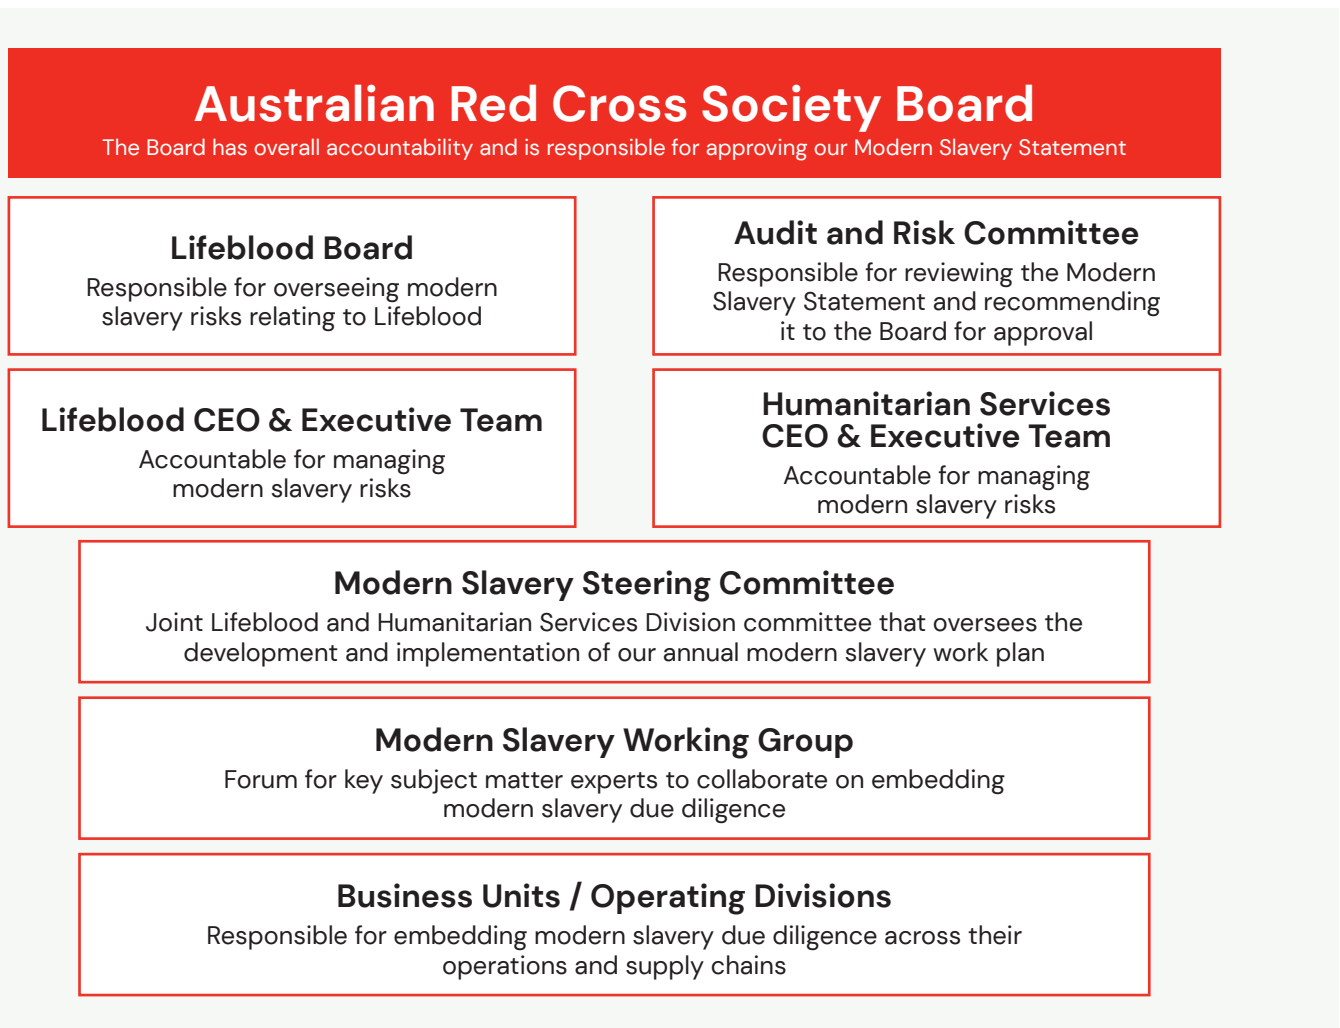 Australian Red Cross Society Board
The Board has overall accountability and is responsible for approving our Modern Slavery Statement
Lifeblood Board
Responsible for overseeing modern
slavery risks relating to Lifeblood
Audit and Risk Committee
Responsible for reviewing the Modern
Slavery Statement and recommending
it to the Board for approval
Lifeblood CEO & Executive Team
Accountable for managing
modern slavery risks
Humanitarian Services
CEO & Executive Team
Accountable for managing
modern slavery risks
Modern Slavery Steering Committee
Joint Lifeblood and Humanitarian Services Division committee that oversees the
development and implementation of our annual modern slavery work plan
Modern Slavery Working Group
Forum for key subject matter experts to collaborate on embedding
modern slavery due diligence
Business Units / Operating Divisions
Responsible for embedding modern slavery due diligence across their
operations and supply chains